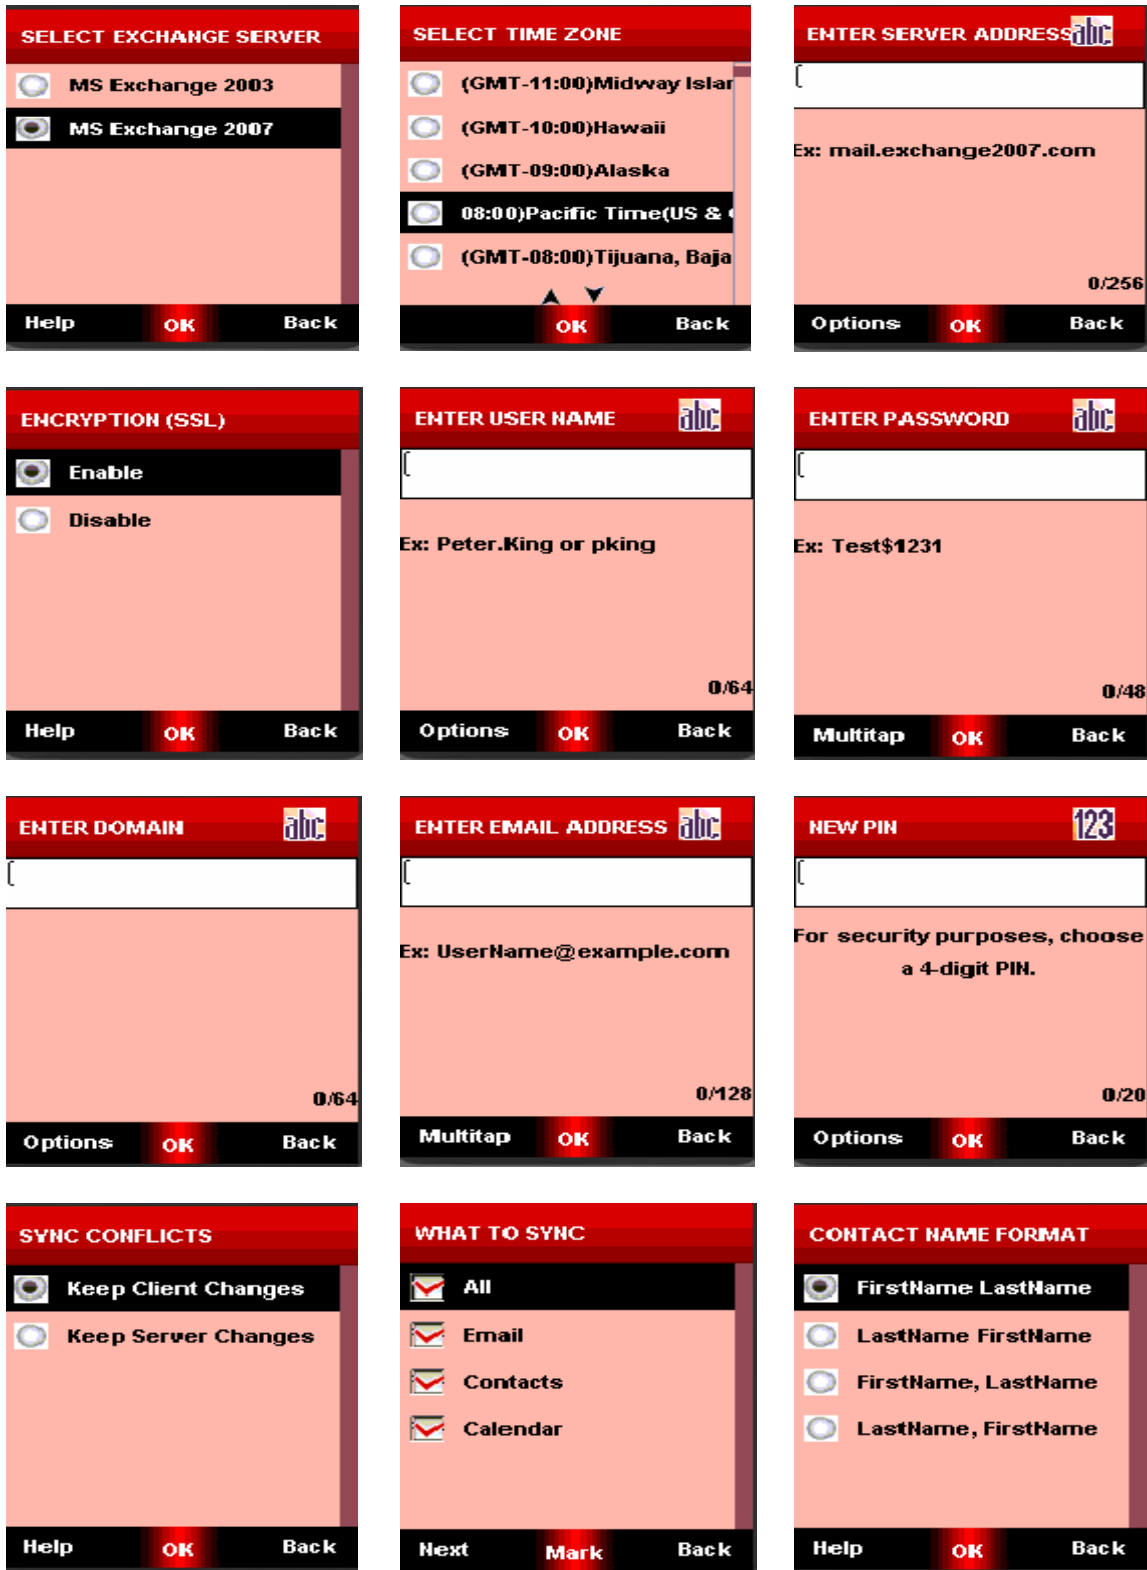 SELECT EXCHANGE SERVER
MS Exchange 2003
MS Exchange 2007
Help OK Back
SELECT TIME ZONE
(GMT-11:00)Midway Islan
(GMT-10:00)Hawaii
(GMT-09:00)Alaska
08:00)Pacific Time(US &
(GMT-08:00)Tijuana, Baja
OK Back
ENTER SERVER ADDRESS abc
Ex: mail.exchange2007.com
0/256
Options OK Back
ENCRYPTION (SSL)
Enable
Disable
Help OK Back
ENTER USER NAME abc
Ex: Peter.King or pking
0/64
Options OK Back
ENTER PASSWORD abc
Ex: Test$1231
0/48
Multitap OK Back
ENTER DOMAIN abc
0/64
Options OK Back
ENTER EMAIL ADDRESS abc
Ex: UserName@example.com
0/128
Multitap OK Back
NEW PIN 123
For security purposes, choose
a 4-digit PIN.
0/20
Options OK Back
SYNC CONFLICTS
Keep Client Changes
Keep Server Changes
Help OK Back
WHAT TO SYNC
All
Email
Contacts
Calendar
Next Mark Back
CONTACT NAME FORMAT
FirstName LastName
LastName FirstName
FirstName, LastName
LastName, FirstName
Help OK Back